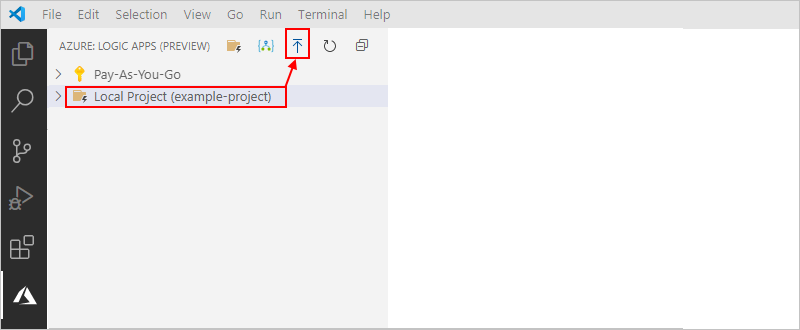 File Edit Selection View Go Run Terminal Help
AZURE: LOGIC APPS (PREVIEW)
Pay-As-You-Go
Local Project (example-project)